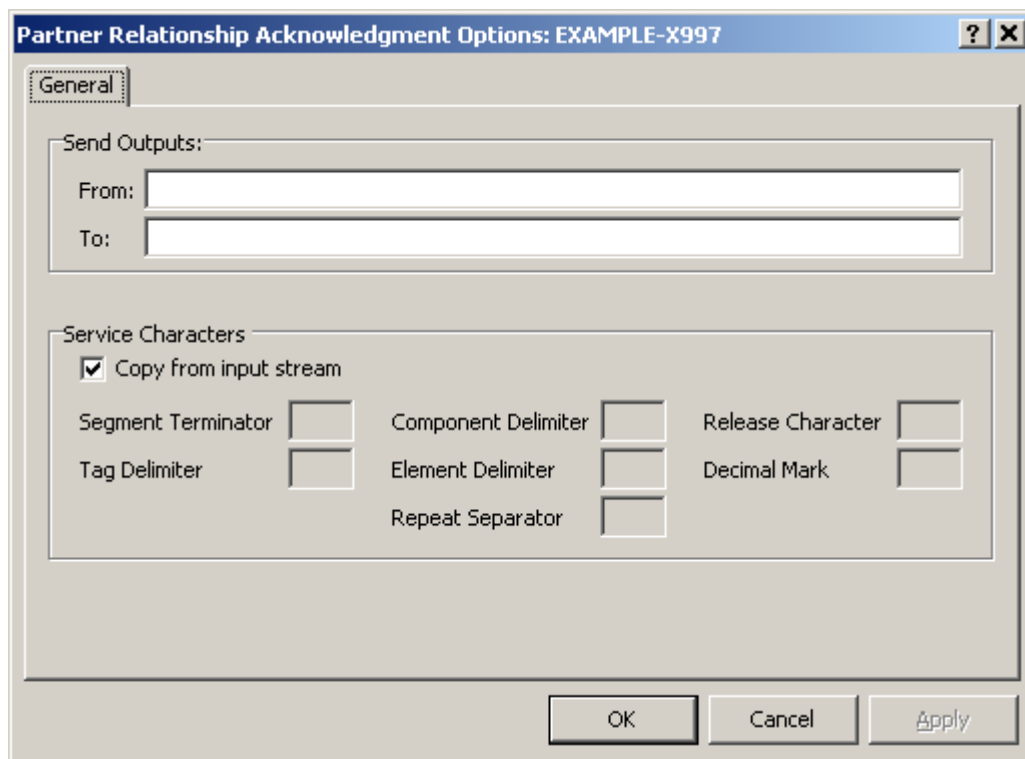 Partner Relationship Acknowledgment Options: EXAMPLE-X997
General
Send Outputs:
From:
To:
Service Characters
Copy from input stream
Segment Terminator Component Delimiter Release Character
Tag Delimiter Element Delimiter Decimal Mark
Repeat Separator
OK Cancel Apply